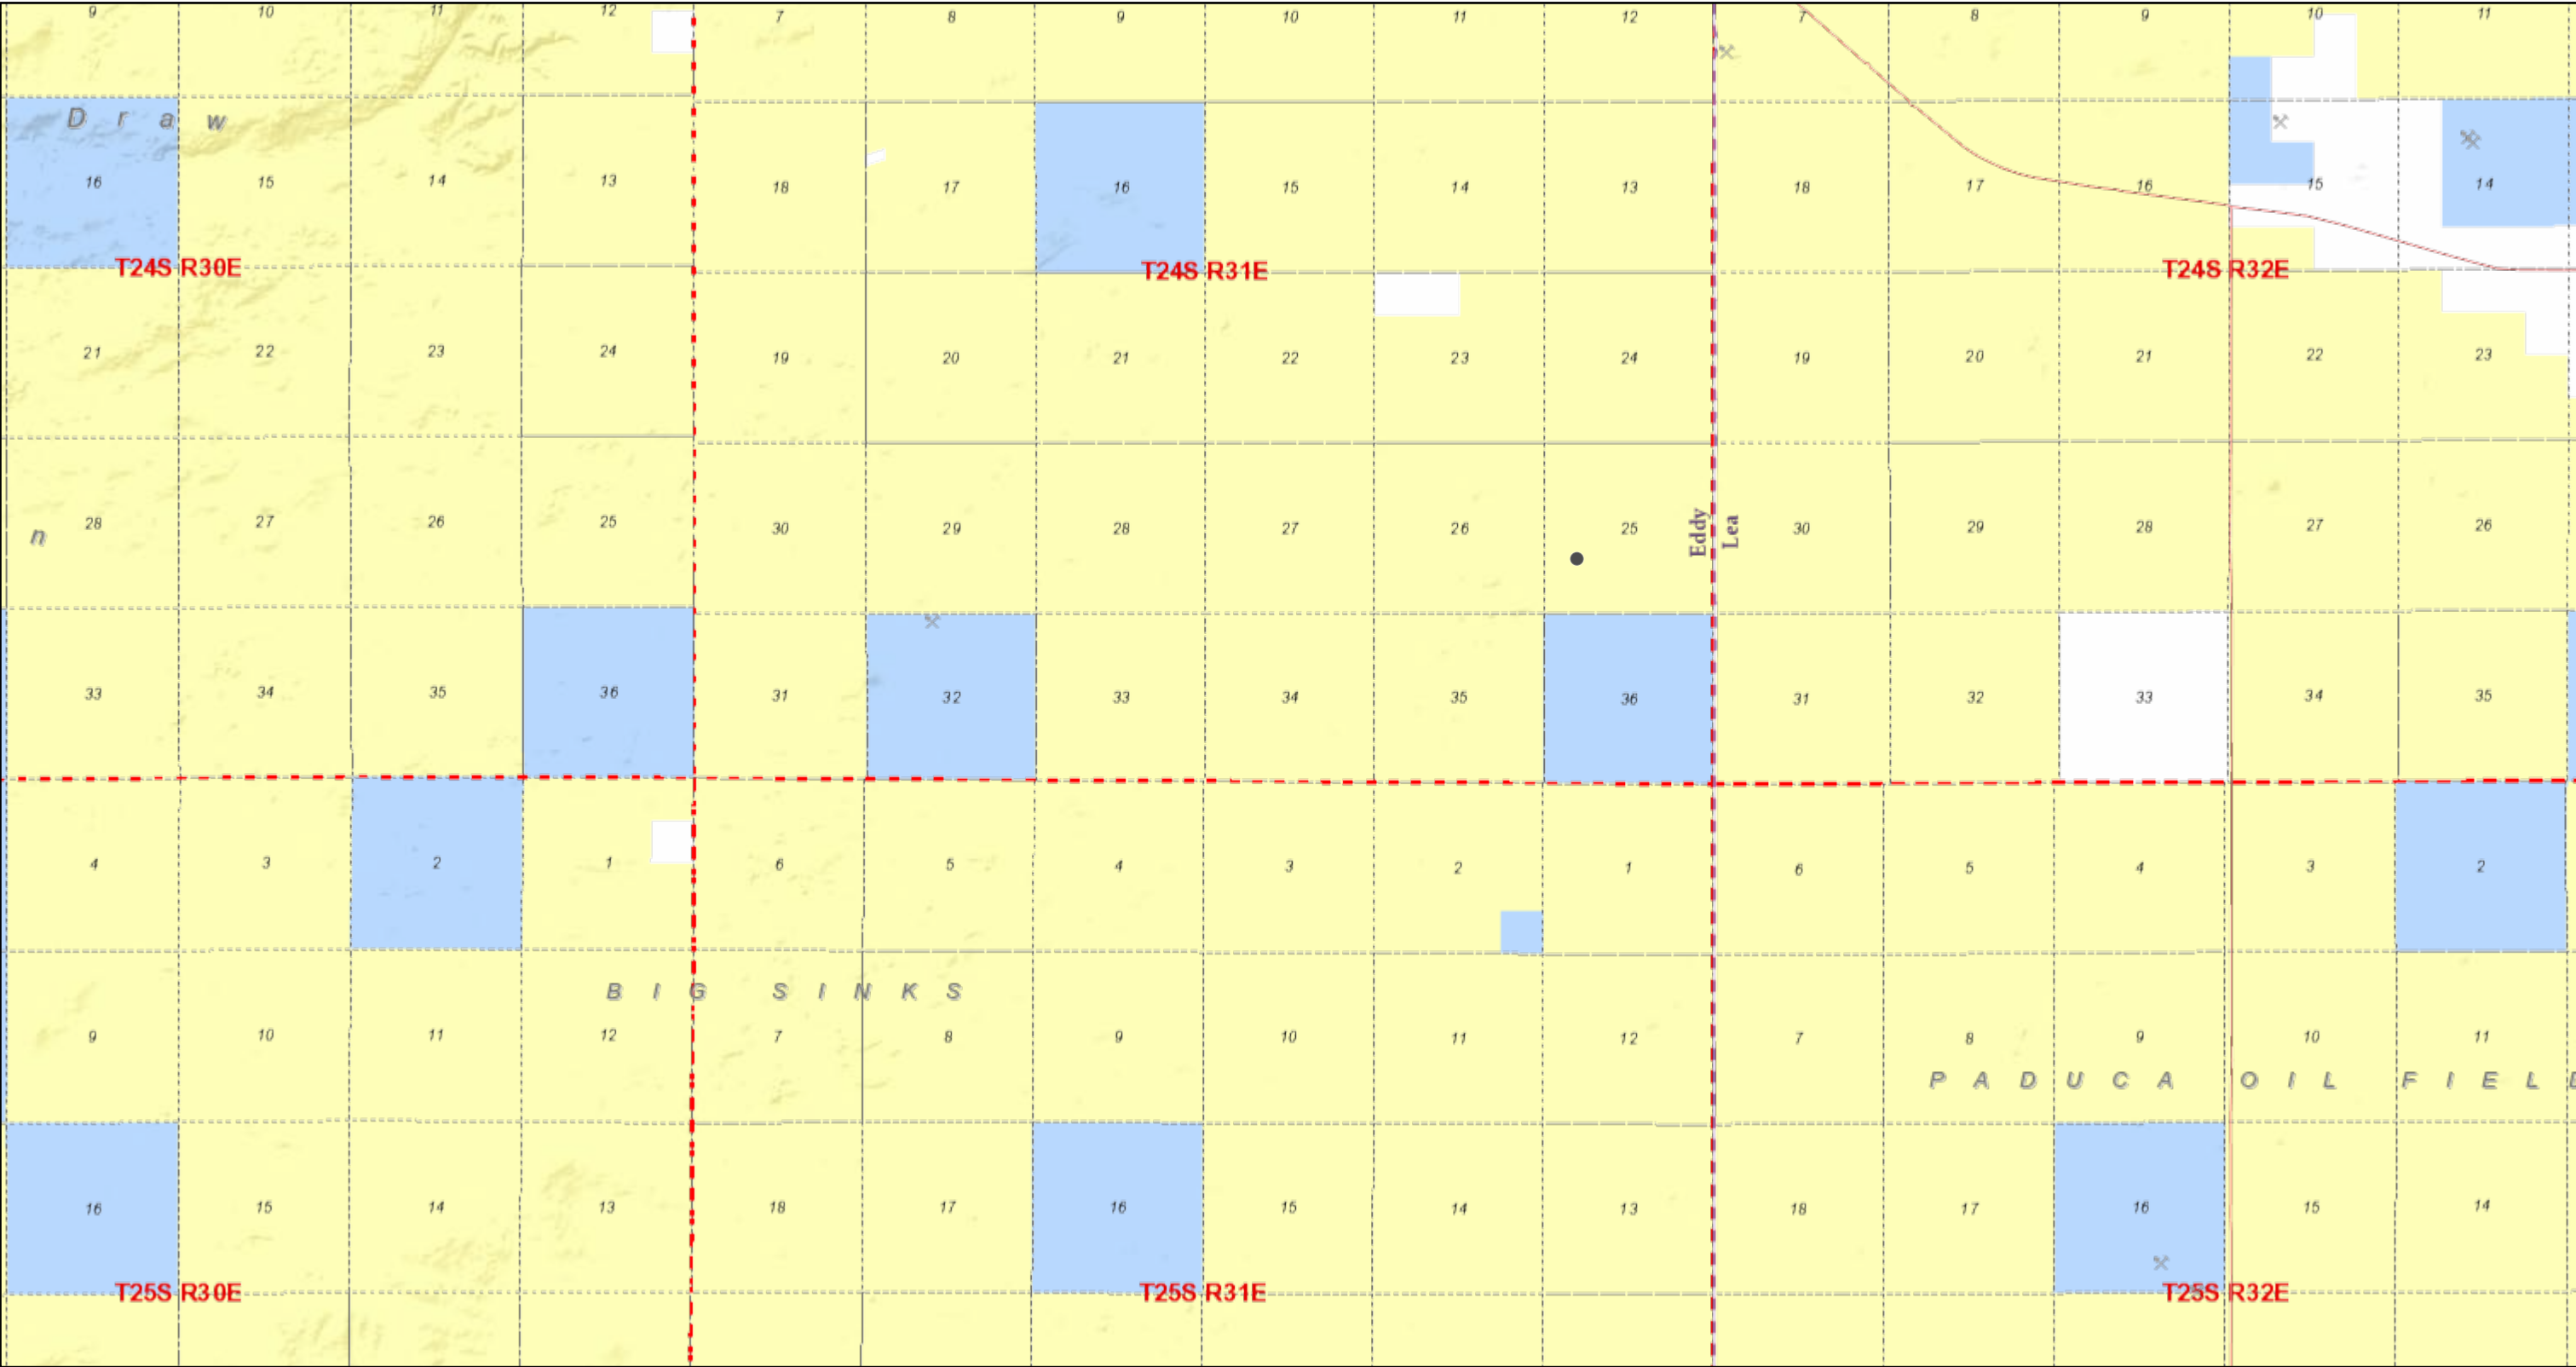 9 10 11 12 7 8 9 10 11 12 7 8 9 10 11
D r a w
16 15 14 13 18 17 16 15 14 13 18 17 16 15 14
T24S R30E T24S R31E T24S R32E
21 22 23 24 19 20 21 22 23 24 19 20 21 22 23
28 27 26 25 30 29 28 27 26 25 30 29 28 27 26
n
Eddy
Lea
33 34 35 36 31 32 33 34 35 36 31 32 33 34 35
4 3 2 1 6 5 4 3 2 1 6 5 4 3 2
B I G S I N K S
9 10 11 12 7 8 9 10 11 12 7 8 9 10 11
P A D U C A O I L F I E L
16 15 14 13 18 17 16 15 14 13 18 17 16 15 14
T25S R30E T25S R31E T25S R32E